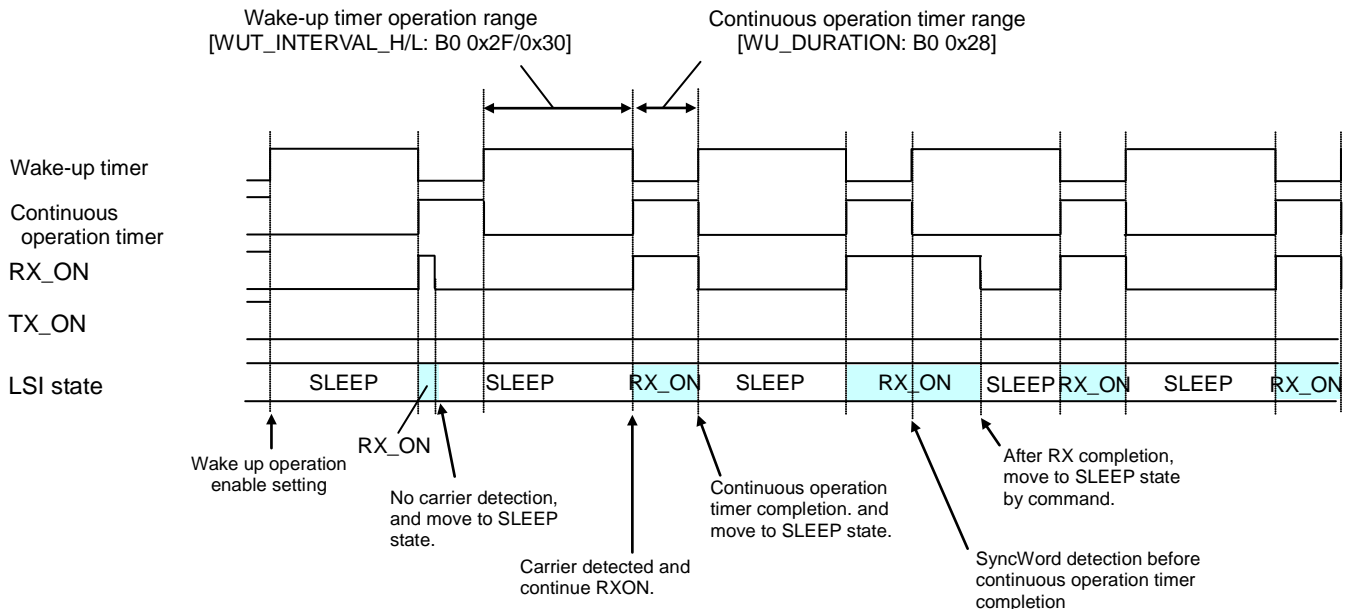 Wake-up timer operation range
[WUT_INTERVAL_H/L: B0 0x2F/0x30]
Continuous operation timer range
[WU_DURATION: B0 0x28]
Wake-up timer
Continuous
operation timer
RX_ON
TX_ON
LSI state
SLEEP
SLEEP
RX_ON
SLEEP
RX_ON
SLEEP
RX_ON
SLEEP
RX_ON
RX_ON
Wake up operation
enable setting
No carrier detection,
and move to SLEEP
state.
Carrier detected and
continue RXON.
Continuous operation
timer completion. and
move to SLEEP state.
After RX completion,
move to SLEEP state
by command.
SyncWord detection before
continuous operation timer
completion